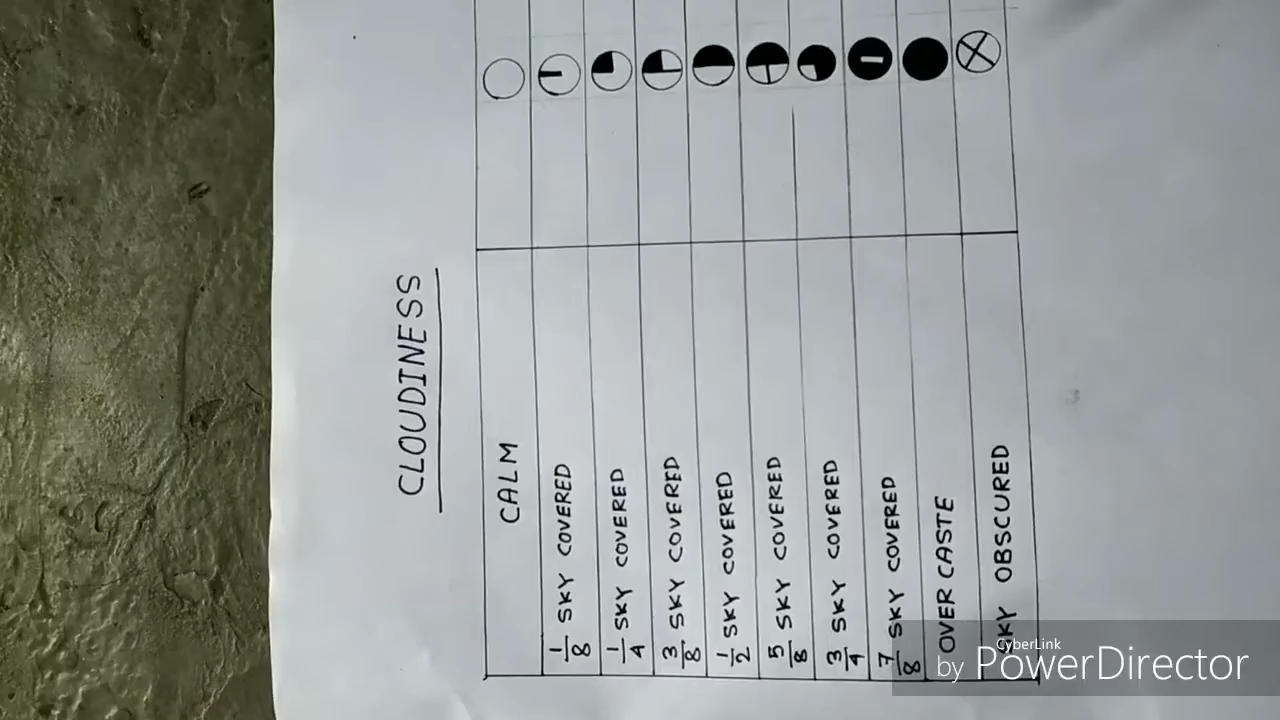 CLOUDINESS
CALM
1/8 SKY COVERED
1/4 SKY COVERED
3/8 SKY COVERED
1/2 SKY COVERED
5/8 SKY COVERED
3/4 SKY COVERED
7/8 SKY COVERED
OVER CASTE
SKY OBSCURED
CyberLink
by PowerDirector